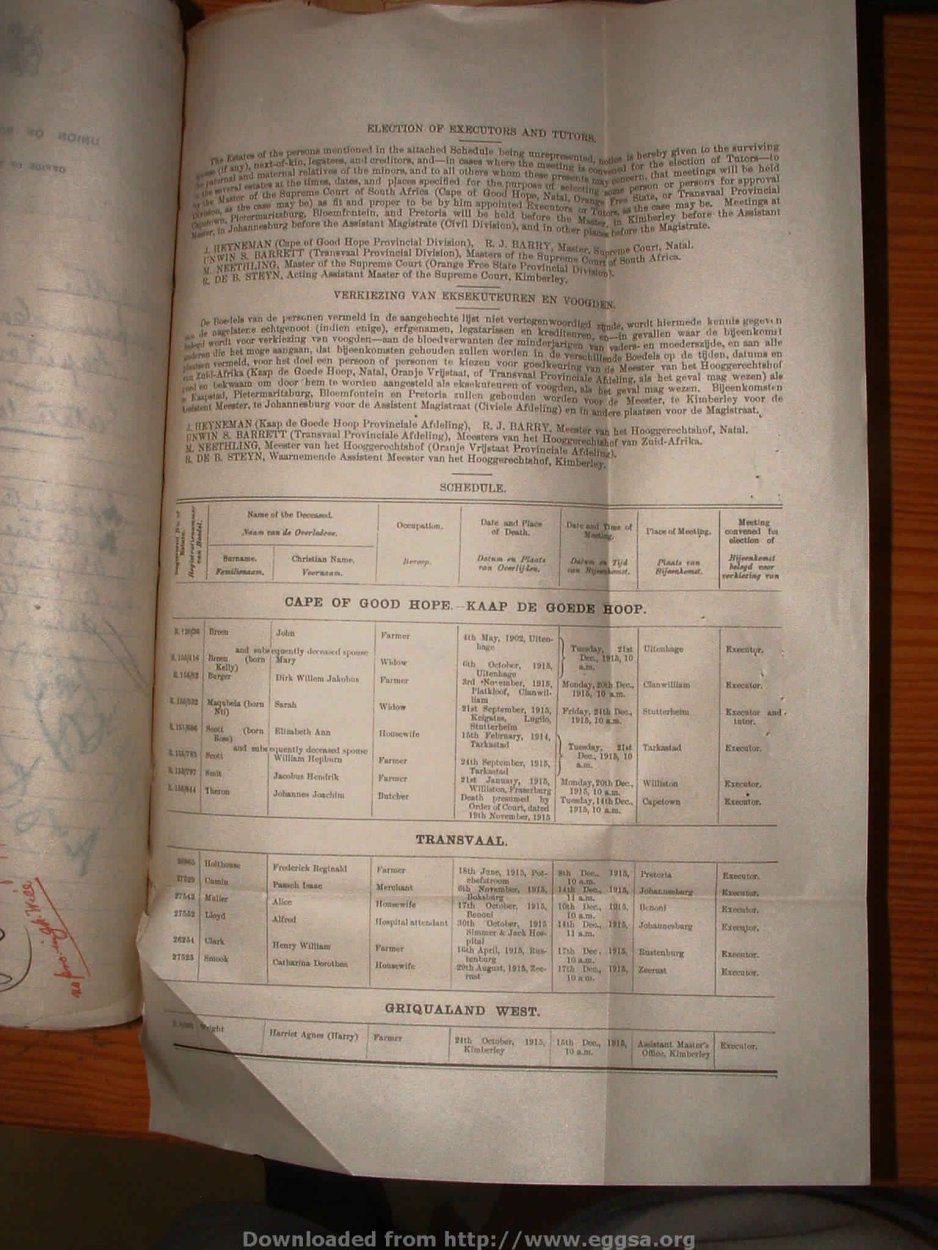 ELECTION OF EXECUTORS AND TUTORS.
The Estates of the persons mentioned in the attached Schedule being unrepresented, notice is hereby given to the surviving
(if any), next-of-kin, legatees, and creditors, and—in cases where the meeting is convened for the election of Tutors—to
paternal and maternal relatives of the minors, and to all others whom these presents may concern, that meetings will be held
the several estates at the times, dates, and places specified for the purpose of selecting some person or persons for approval
by the Master of the Supreme Court of South Africa (Cape of Good Hope, Natal, Orange Free State, or Transvaal Provincial
Division, as the case may be) as fit and proper to be by him appointed Executors or Tutors, as the case may be. Meetings at
Capetown, Pietermaritzburg, Bloemfontein, and Pretoria will be held before the Master, in Kimberley before the Assistant
Master, in Johannesburg before the Assistant Magistrate (Civil Division), and in other places before the Magistrate.
J. HEYNEMAN (Cape of Good Hope Provincial Division), R. J. BARRY, Master, Supreme Court, Natal.
UNWIN S. BARRETT (Transvaal Provincial Division), Masters of the Supreme Court of South Africa.
M. NEETHLING, Master of the Supreme Court (Orange Free State Provincial Division).
R. DE B. STEYN, Acting Assistant Master of the Supreme Court, Kimberley.
VERKIEZING VAN EKSEKUTEUREN EN VOOGDEN.
De Boedels van de personen vermeld in de aangehechte lijst niet vertegenwoordigd zijnde, wordt hiermede kennis gegeven
aan de nagelatene echtgenoot (indien enige), erfgenamen, legatarissen en krediteuren, en—in gevallen waar de bijeenkomst
belegd wordt voor verkiezing van voogden—aan de bloedverwanten der minderjarigen van vaders- en moederszijde, en aan alle
anderen die het moge aangaan, dat bijeenkomsten gehouden zullen worden in de verschillende Boedels op de tijden, datums en
plaatsen vermeld, voor het doel een persoon of personen te kiezen voor goedkeuring van de Meester van het Hooggerechtshof
van Zuid-Afrika (Kaap de Goede Hoop, Natal, Oranje Vrijstaat, of Transvaal Provinciale Afdeling, als het geval mag wezen) als
goed en bekwaam om door hem te worden aangesteld als eksekuteuren of voogden, als het geval mag wezen. Bijeenkomsten
te Kaapstad, Pietermaritzburg, Bloemfontein en Pretoria zullen gehouden worden voor de Meester, te Kimberley voor de
Assistent Meester, te Johannesburg voor de Assistent Magistraat (Civiele Afdeling) en in andere plaatsen voor de Magistraat.
J. HEYNEMAN (Kaap de Goede Hoop Provinciale Afdeling), R. J. BARRY, Meester van het Hooggerechtshof, Natal.
UNWIN S. BARRETT (Transvaal Provinciale Afdeling), Meesters van het Hooggerechtshof van Zuid-Afrika.
M. NEETHLING, Meester van het Hooggerechtshof (Oranje Vrijstaat Provinciale Afdeling).
R. DE B. STEYN, Waarnemende Assistent Meester van het Hooggerechtshof, Kimberley.
SCHEDULE.
Name of the Deceased. Occupation. Date and Place of Death. Date and Time of Meeting. Place of Meeting. Meeting convened for election of
Naam van de Overledene. Beroep. Datum en Plaats van Overlijden. Datum en Tijd van Bijeenkomst. Plaats van Bijeenkomst. Bijeenkomst belegd voor verkiezing van
Surname. Christian Name.
Familienaam. Voornaam.
CAPE OF GOOD HOPE.—KAAP DE GOEDE HOOP.
Breen John Farmer 4th May, 1902, Uitenhage
and subsequently deceased spouse Tuesday, 21st Dec., 1915, 10 a.m. Uitenhage Executor.
Breen (born Kelly) Mary Widow 6th October, 1915, Uitenhage
Burger Dirk Willem Jakobus Farmer 3rd November, 1915, Platkloof, Clanwilliam Monday, 20th Dec., 1915, 10 a.m. Clanwilliam Executor.
Maqubela (born Nti) Sarah Widow 21st September, 1915, Keigates, Lugilo, Stutterheim Friday, 24th Dec., 1915, 10 a.m. Stutterheim Executor and tutor.
Scott (born Ross) Elizabeth Ann Housewife 15th February, 1914, Tarkastad
and subsequently deceased spouse Tuesday, 21st Dec., 1915, 10 a.m. Tarkastad Executor.
Scott William Hepburn Farmer 24th September, 1915, Tarkastad
Smit Jacobus Hendrik Farmer 21st January, 1915, Williston, Fraserburg Monday, 20th Dec., 1915, 10 a.m. Williston Executor.
Theron Johannes Joachim Butcher Death presumed by Order of Court, dated 19th November, 1915 Tuesday, 14th Dec., 1915, 10 a.m. Capetown Executor.
TRANSVAAL.
Holthouse Frederick Reginald Farmer 18th June, 1915, Potchefstroom 8th Dec., 1915, 10 a.m. Pretoria Executor.
Cumin Pasach Isaac Merchant 6th November, 1915, Boksburg 14th Dec., 1915, 11 a.m. Johannesburg Executor.
27543 Muller Alice Housewife 17th October, 1915, Benoni 10th Dec., 1915, 10 a.m. Benoni Executor.
27552 Lloyd Alfred Hospital attendant 30th October, 1915 Simmer & Jack Hospital 14th Dec., 1915, 11 a.m. Johannesburg Executor.
26254 Clark Henry William Farmer 16th April, 1915, Rustenburg 17th Dec., 1915, 10 a.m. Rustenburg Executor.
27525 Smook Catharina Dorothea Housewife 29th August, 1915, Zeerust 17th Dec., 1915, 10 a.m. Zeerust Executor.
GRIQUALAND WEST.
Harriet Agnes (Harry) Farmer 24th October, 1915, Kimberley 15th Dec., 1915, 10 a.m. Assistant Master's Office, Kimberley Executor.
Downloaded from http://www.eggsa.org